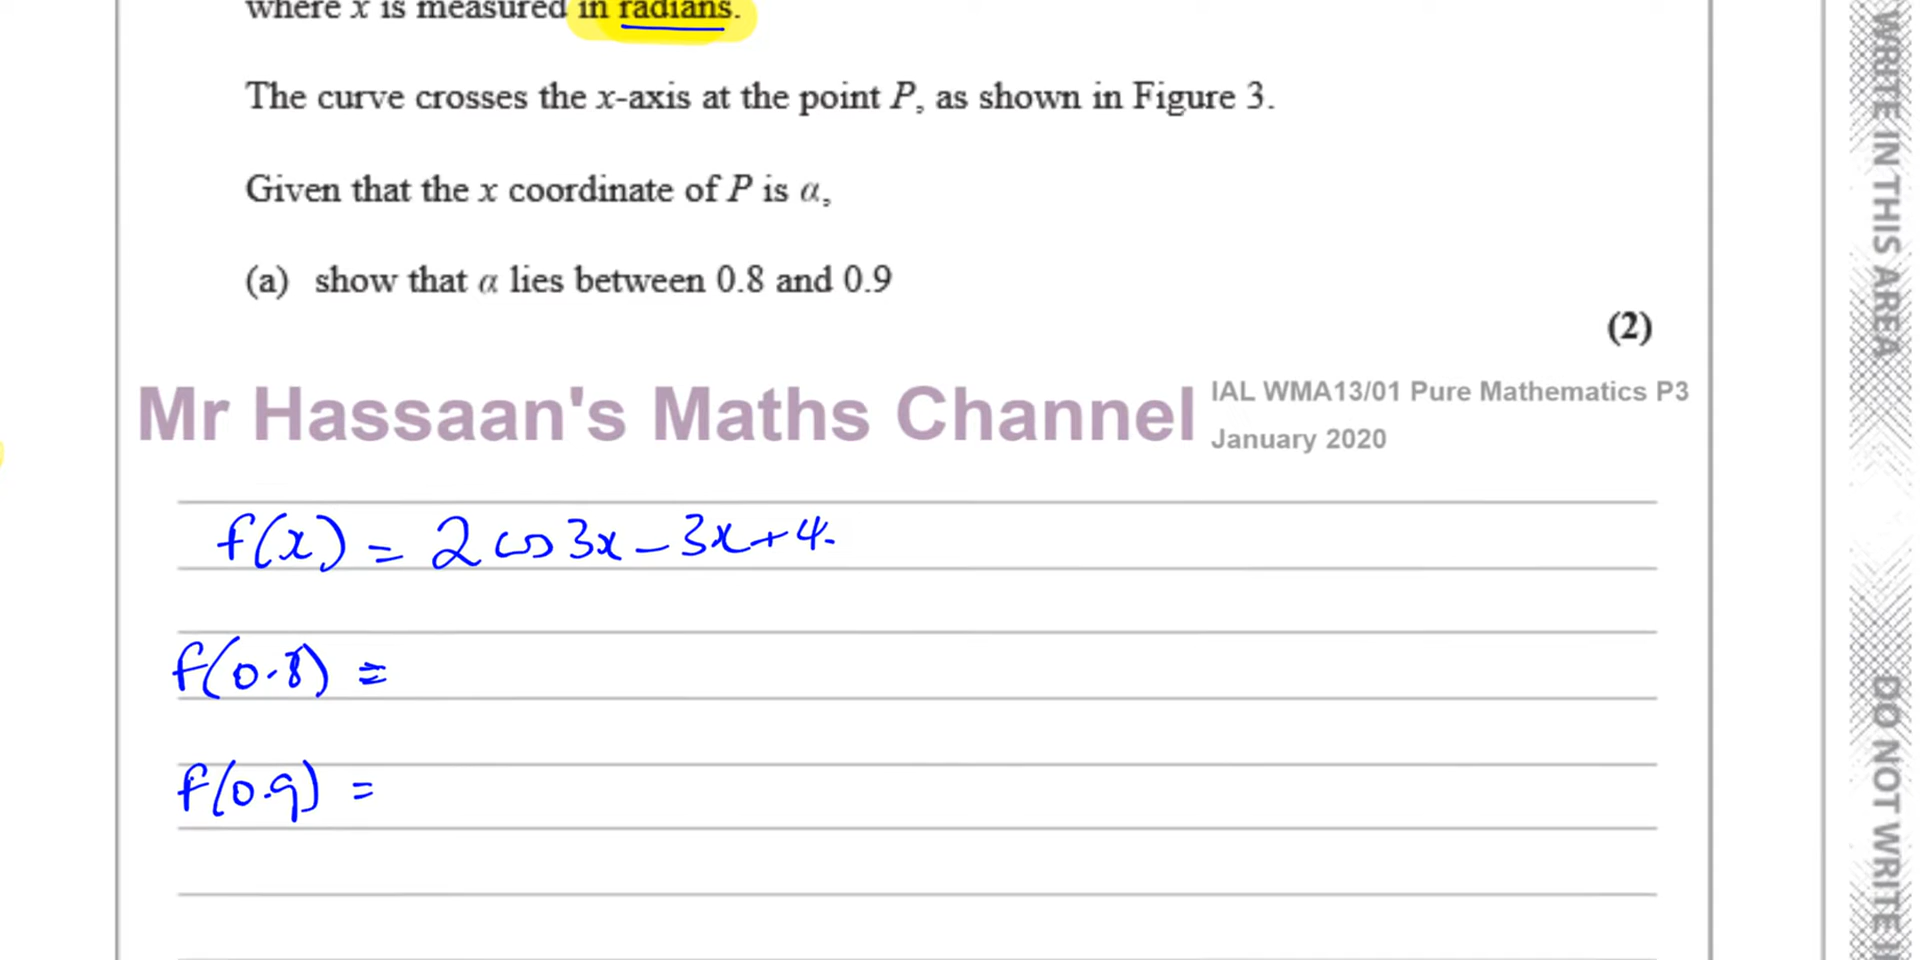 where x is measured in radians.
The curve crosses the x-axis at the point P, as shown in Figure 3.
Given that the x coordinate of P is α,
(a) show that α lies between 0.8 and 0.9
(2)
Mr Hassaan's Maths Channel
IAL WMA13/01 Pure Mathematics P3
January 2020
f(x) = 2 cos 3x − 3x + 4.
f(0.8) =
f(0.9) =
WRITE IN THIS AREA
DO NOT WRITE